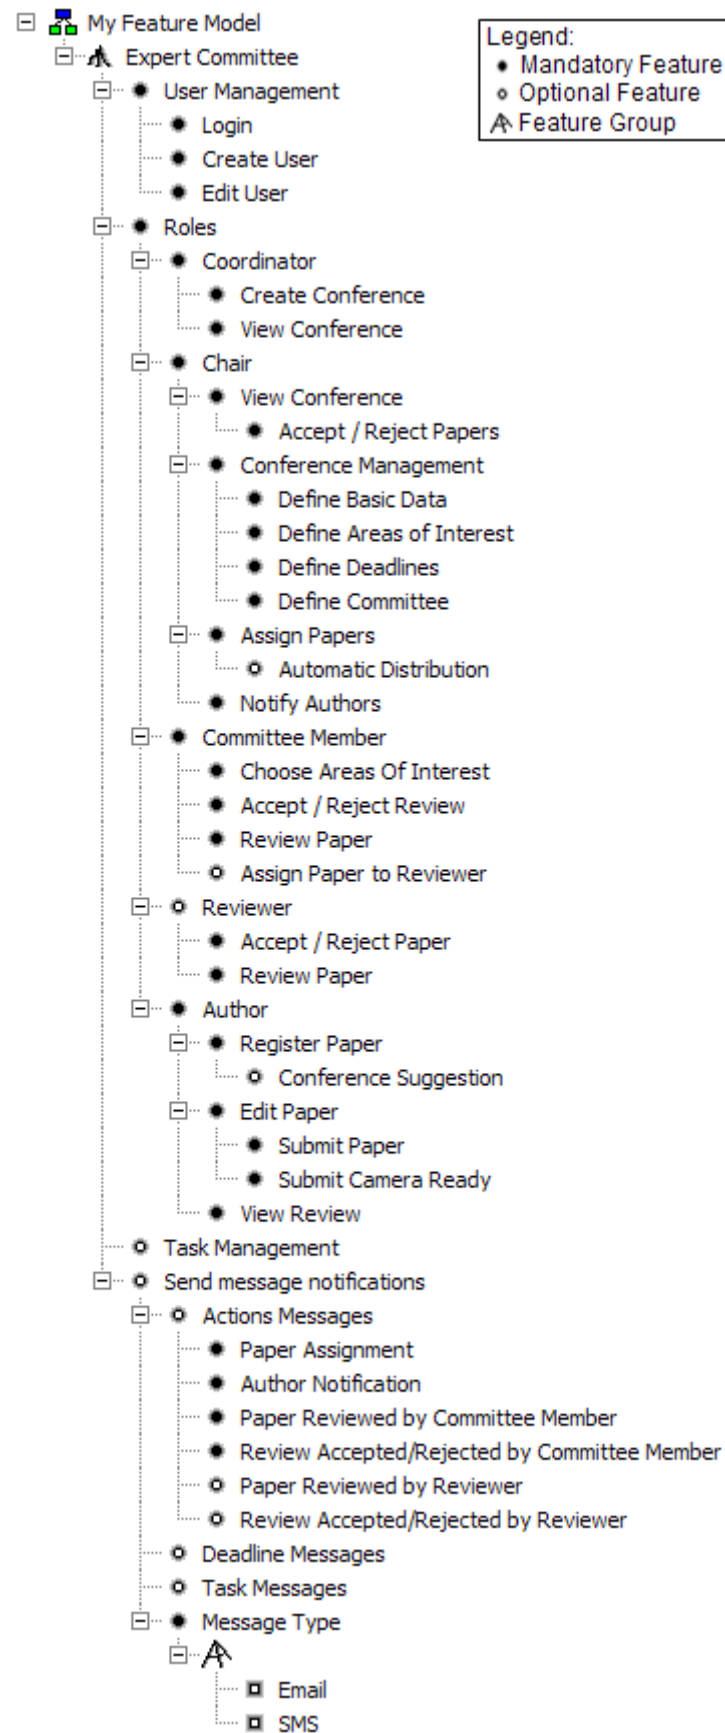 My Feature Model
Expert Committee
User Management
Login
Create User
Edit User
Roles
Coordinator
Create Conference
View Conference
Chair
View Conference
Accept / Reject Papers
Conference Management
Define Basic Data
Define Areas of Interest
Define Deadlines
Define Committee
Assign Papers
Automatic Distribution
Notify Authors
Committee Member
Choose Areas Of Interest
Accept / Reject Review
Review Paper
Assign Paper to Reviewer
Reviewer
Accept / Reject Paper
Review Paper
Author
Register Paper
Conference Suggestion
Edit Paper
Submit Paper
Submit Camera Ready
View Review
Task Management
Send message notifications
Actions Messages
Paper Assignment
Author Notification
Paper Reviewed by Committee Member
Review Accepted/Rejected by Committee Member
Paper Reviewed by Reviewer
Review Accepted/Rejected by Reviewer
Deadline Messages
Task Messages
Message Type
Email
SMS
Legend:
Mandatory Feature
Optional Feature
Feature Group